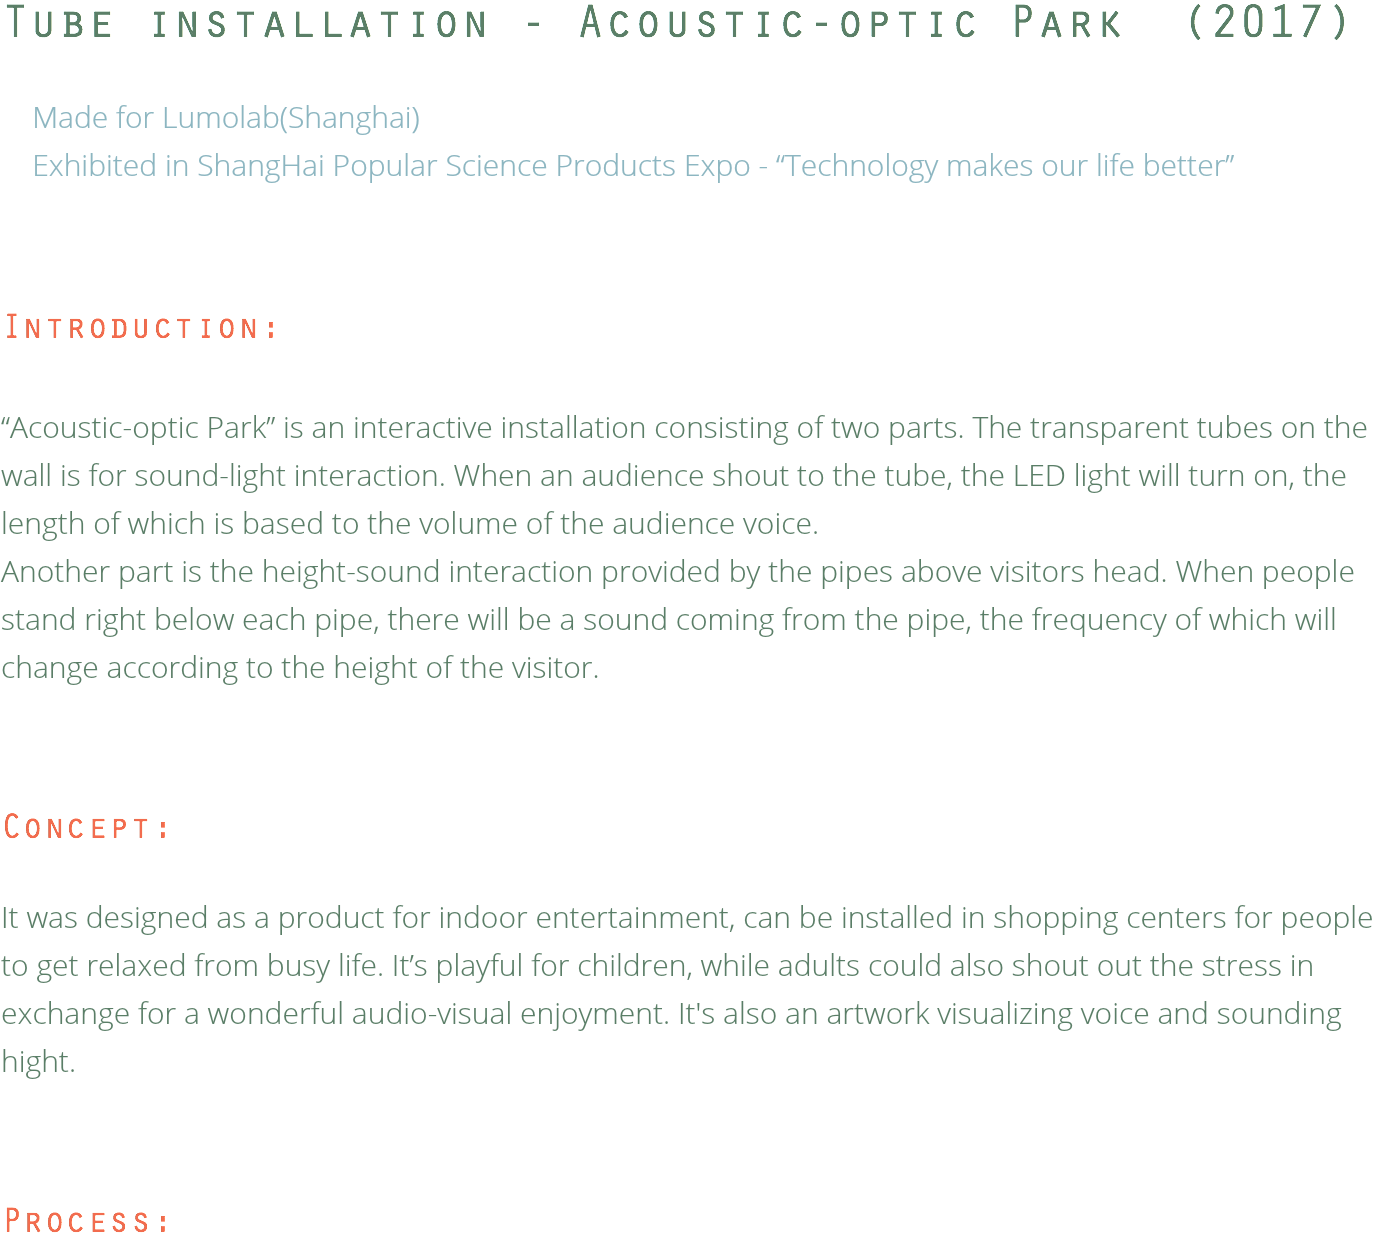 Tube installation - Acoustic-optic Park (2017)
Made for Lumolab(Shanghai)
Exhibited in ShangHai Popular Science Products Expo - “Technology makes our life better”
Introduction:
“Acoustic-optic Park” is an interactive installation consisting of two parts. The transparent tubes on the
wall is for sound-light interaction. When an audience shout to the tube, the LED light will turn on, the
length of which is based to the volume of the audience voice.
Another part is the height-sound interaction provided by the pipes above visitors head. When people
stand right below each pipe, there will be a sound coming from the pipe, the frequency of which will
change according to the height of the visitor.
Concept:
It was designed as a product for indoor entertainment, can be installed in shopping centers for people
to get relaxed from busy life. It’s playful for children, while adults could also shout out the stress in
exchange for a wonderful audio-visual enjoyment. It's also an artwork visualizing voice and sounding
hight.
Process: